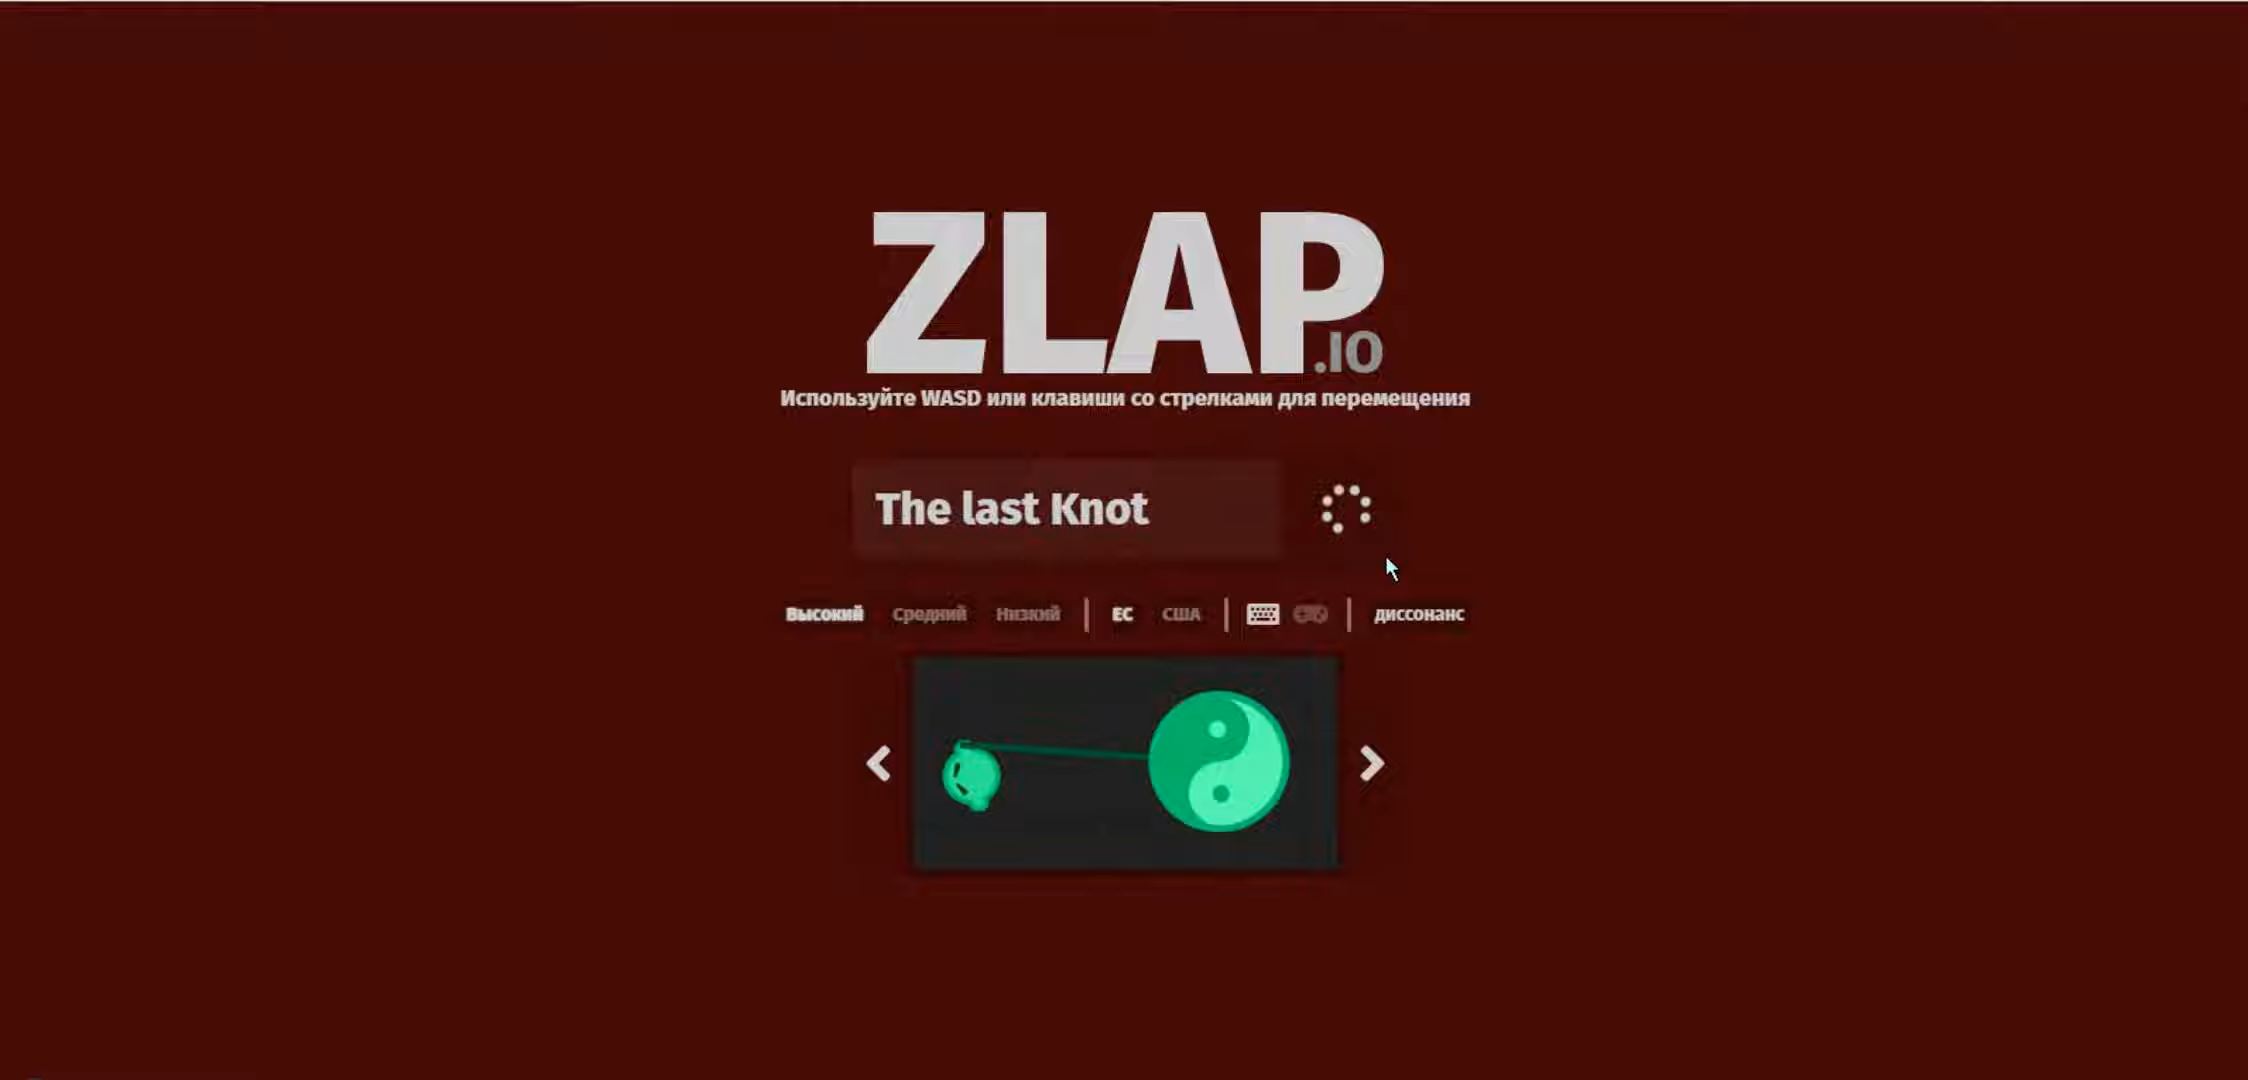 ZLAP.IO
Используйте WASD или клавиши со стрелками для перемещения
The last Knot
Высокий Средний Низкий | ЕС США | | диссонанс